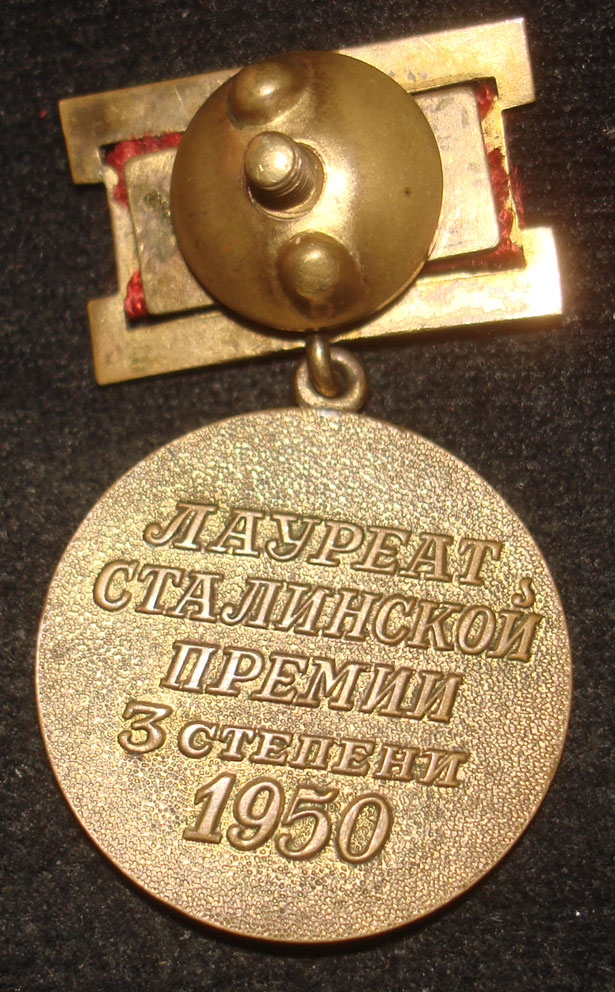 ЛАУРЕАТ
СТАЛИНСКОЙ
ПРЕМИИ
3 СТЕПЕНИ
1950